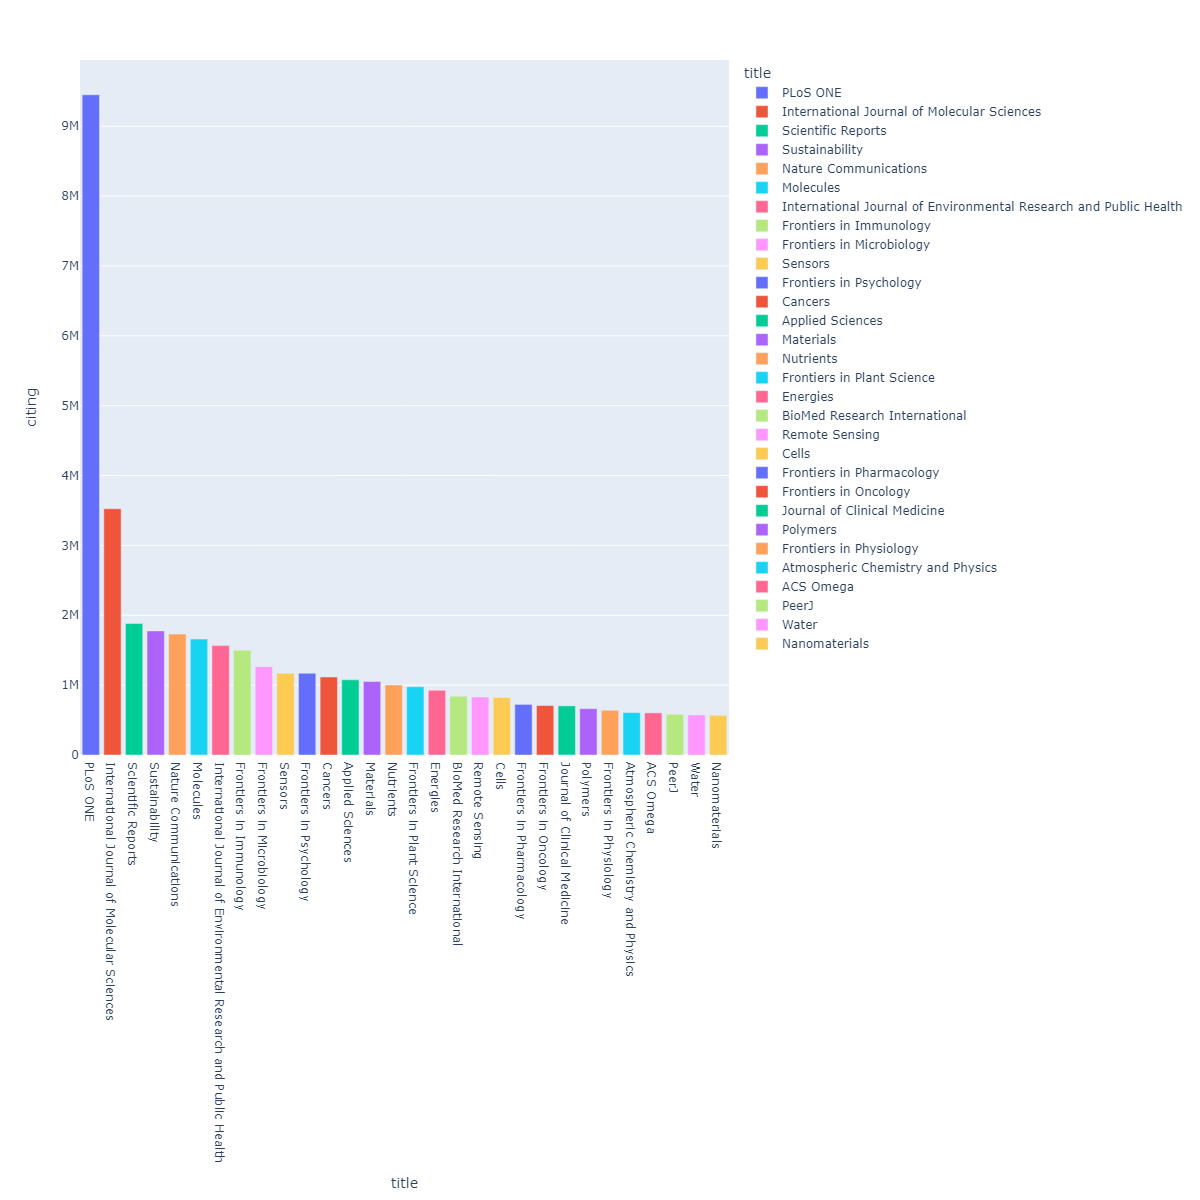 citing
9M
8M
7M
6M
5M
4M
3M
2M
1M
0
PLoS ONE
International Journal of Molecular Sciences
Scientific Reports
Sustainability
Nature Communications
Molecules
International Journal of Environmental Research and Public Health
Frontiers in Immunology
Frontiers in Microbiology
Sensors
Frontiers in Psychology
Cancers
Applied Sciences
Materials
Nutrients
Frontiers in Plant Science
Energies
BioMed Research International
Remote Sensing
Cells
Frontiers in Pharmacology
Frontiers in Oncology
Journal of Clinical Medicine
Polymers
Frontiers in Physiology
Atmospheric Chemistry and Physics
ACS Omega
PeerJ
Water
Nanomaterials
title
title
PLoS ONE
International Journal of Molecular Sciences
Scientific Reports
Sustainability
Nature Communications
Molecules
International Journal of Environmental Research and Public Health
Frontiers in Immunology
Frontiers in Microbiology
Sensors
Frontiers in Psychology
Cancers
Applied Sciences
Materials
Nutrients
Frontiers in Plant Science
Energies
BioMed Research International
Remote Sensing
Cells
Frontiers in Pharmacology
Frontiers in Oncology
Journal of Clinical Medicine
Polymers
Frontiers in Physiology
Atmospheric Chemistry and Physics
ACS Omega
PeerJ
Water
Nanomaterials